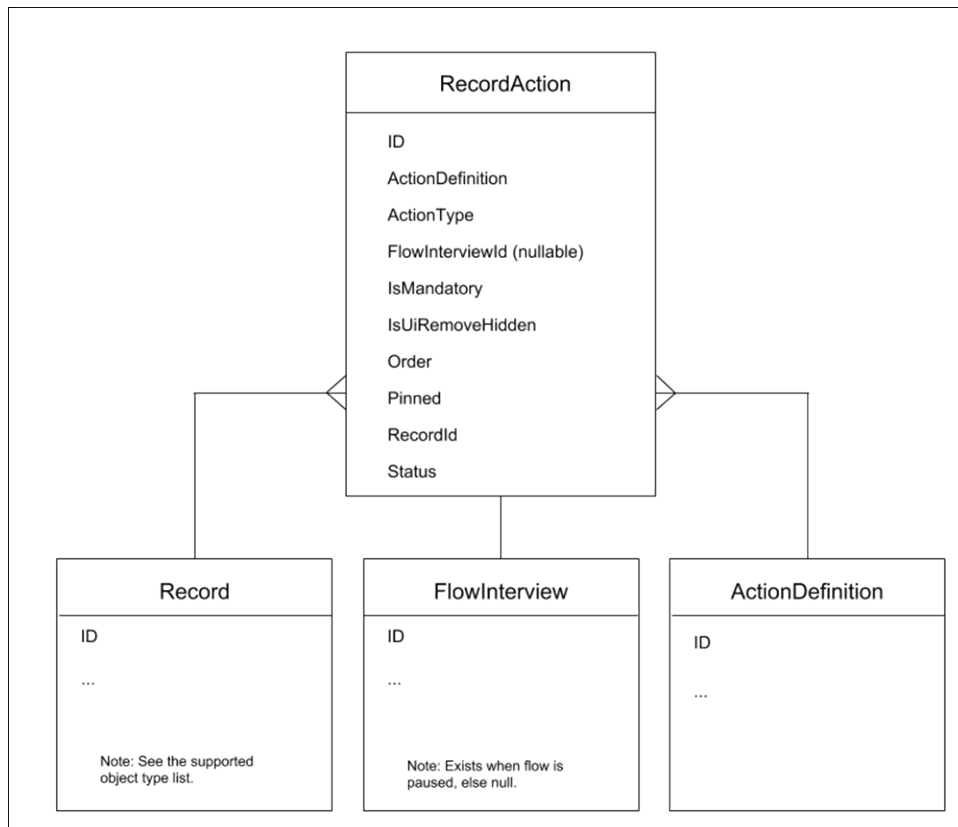 RecordAction
ID
ActionDefinition
ActionType
FlowInterviewId (nullable)
IsMandatory
IsUiRemoveHidden
Order
Pinned
RecordId
Status
Record
ID
...
Note: See the supported
object type list.
FlowInterview
ID
...
Note: Exists when flow is
paused, else null.
ActionDefinition
ID
...